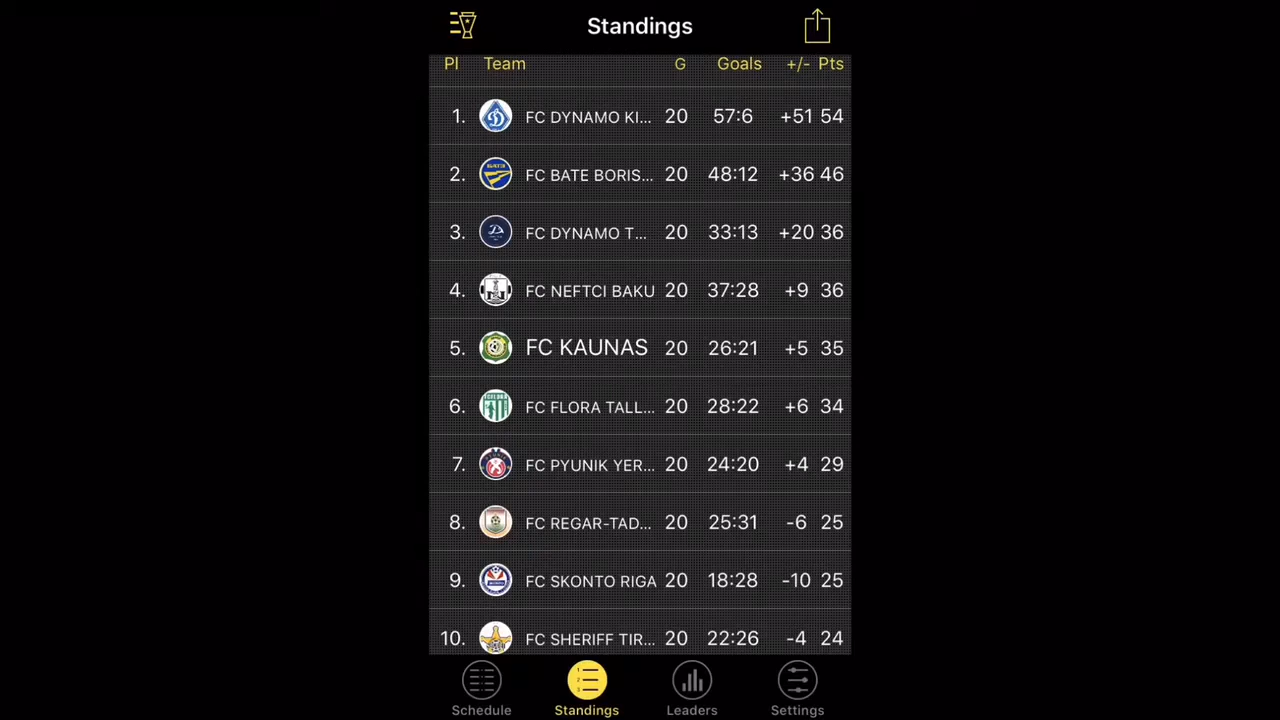 Standings
Pl Team G Goals +/- Pts
1. FC DYNAMO KI... 20 57:6 +51 54
2. FC BATE BORIS... 20 48:12 +36 46
3. FC DYNAMO T... 20 33:13 +20 36
4. FC NEFTCI BAKU 20 37:28 +9 36
5. FC KAUNAS 20 26:21 +5 35
6. FC FLORA TALL... 20 28:22 +6 34
7. FC PYUNIK YER... 20 24:20 +4 29
8. FC REGAR-TAD... 20 25:31 -6 25
9. FC SKONTO RIGA 20 18:28 -10 25
10. FC SHERIFF TIR... 20 22:26 -4 24
Schedule Standings Leaders Settings